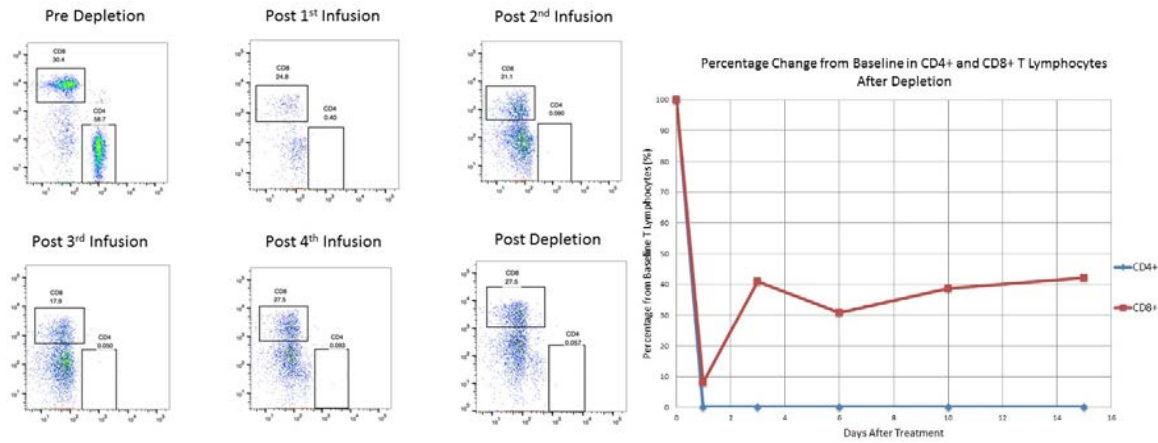 Pre Depletion
CD8
30.4
CD4
58.7
Post 1st Infusion
CD8
24.8
CD4
0.40
Post 2nd Infusion
CD8
21.1
CD4
0.090
Post 3rd Infusion
CD8
17.9
CD4
0.050
Post 4th Infusion
CD8
27.5
CD4
0.093
Post Depletion
CD8
27.5
CD4
0.057
Percentage Change from Baseline in CD4+ and CD8+ T Lymphocytes
After Depletion
Percentage from Baseline T Lymphocytes (%)
100
90
80
70
60
50
40
30
20
10
0
0 2 4 6 8 10 12 14 16
Days After Treatment
CD4+
CD8+